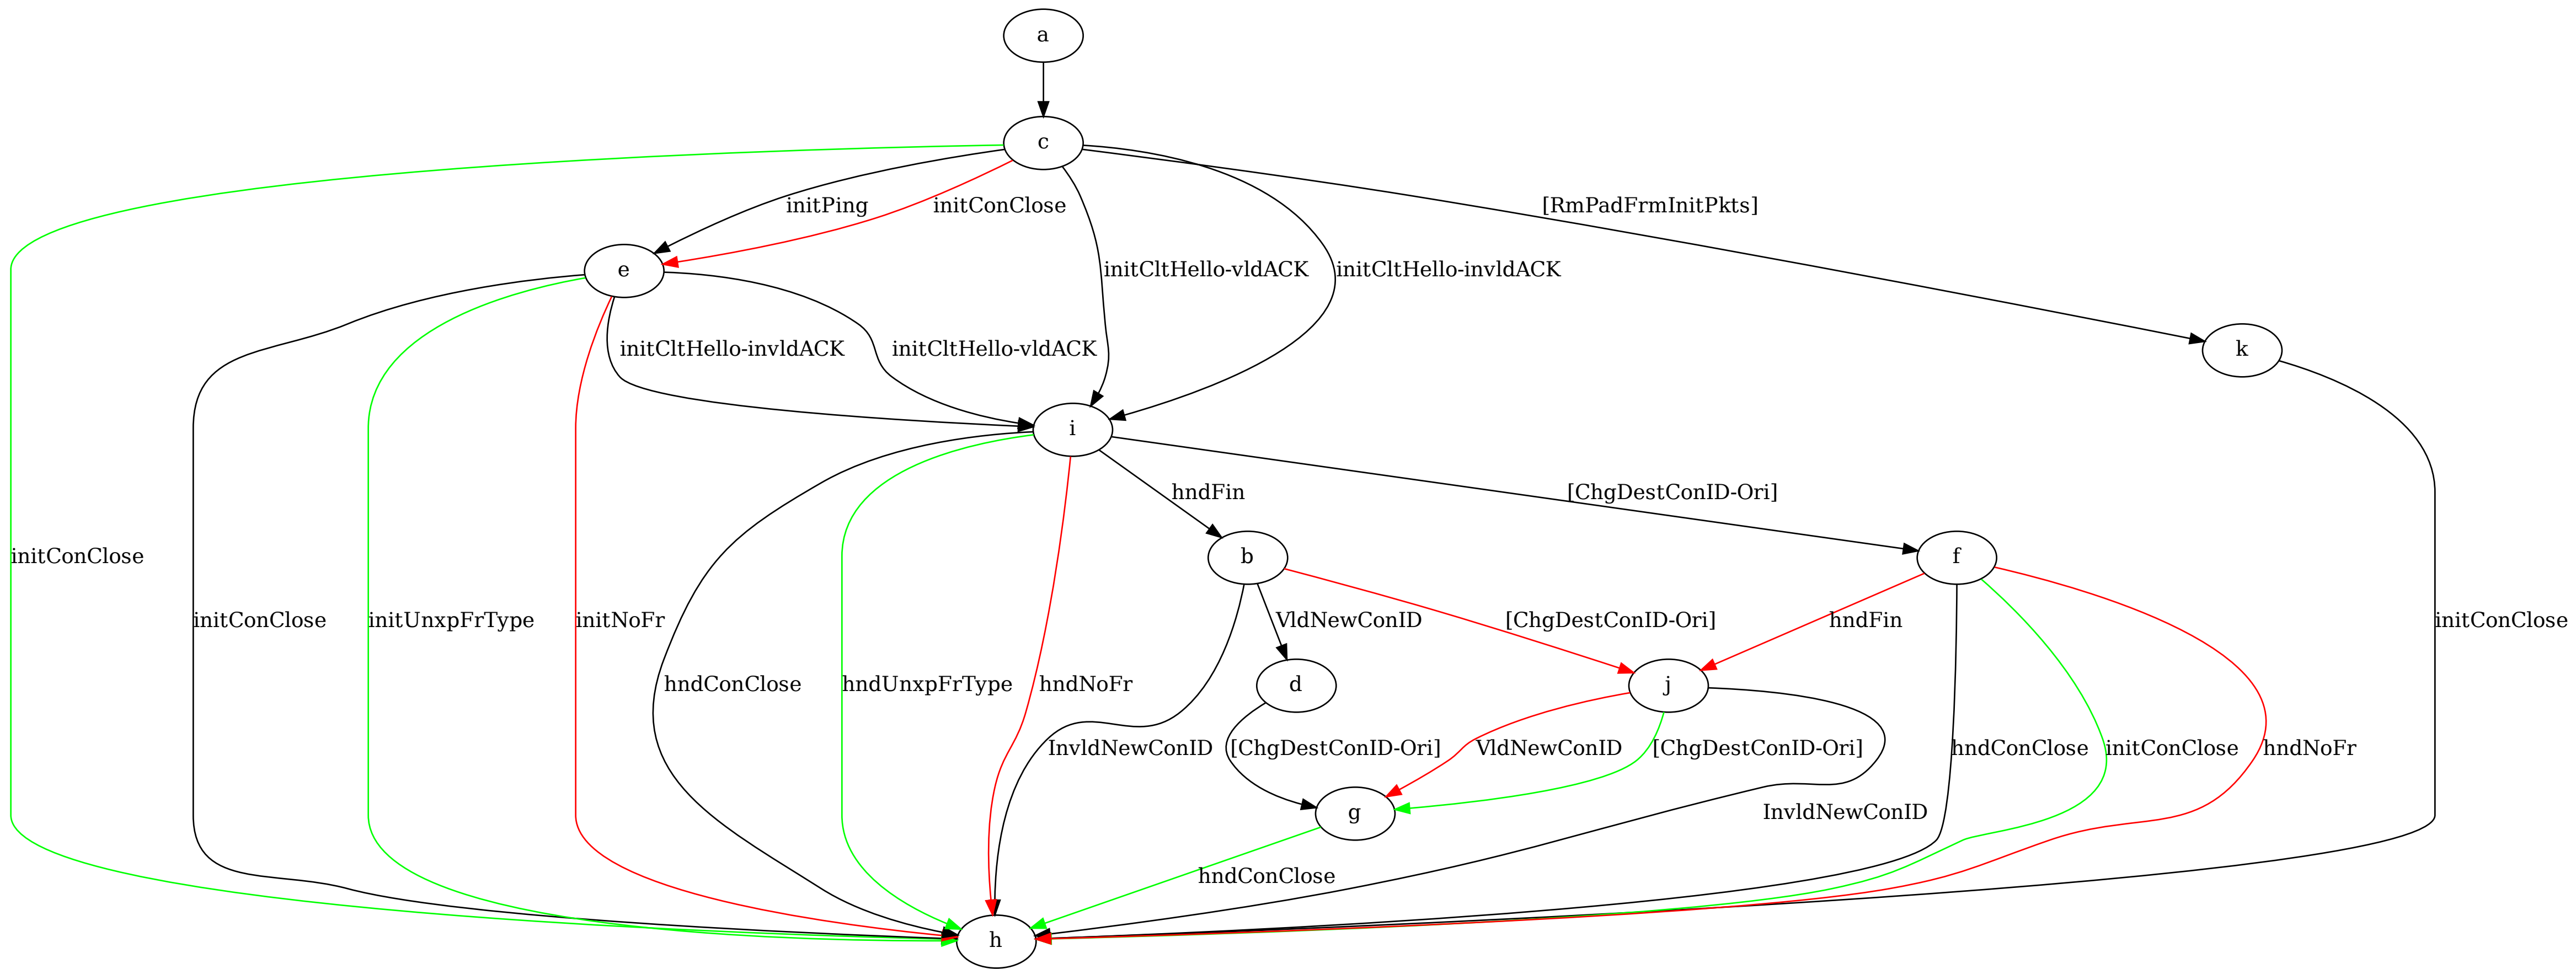 a
c
initPing
initConClose
[RmPadFrmInitPkts]
e
initCltHello-vldACK
initCltHello-invldACK
initCltHello-invldACK
initCltHello-vldACK
k
i
hndFin
[ChgDestConID-Ori]
initConClose
b
f
initConClose
initUnxpFrType
initNoFr
VldNewConID
[ChgDestConID-Ori]
hndFin
initConClose
hndConClose
hndUnxpFrType
hndNoFr
d
j
InvldNewConID
[ChgDestConID-Ori]
VldNewConID
[ChgDestConID-Ori]
hndConClose
initConClose
hndNoFr
g
InvldNewConID
hndConClose
h